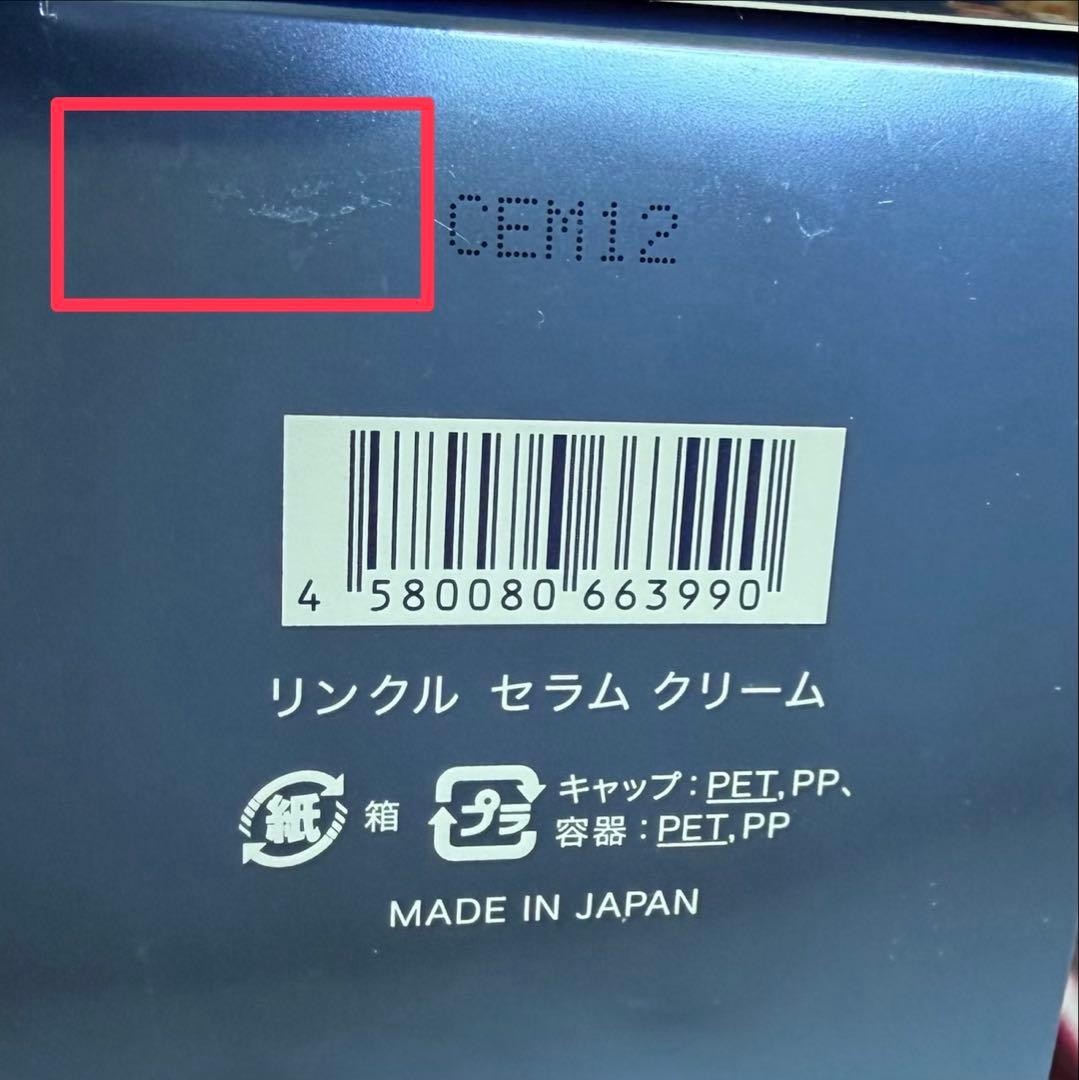 CEM12
4 580080 663990
リンクル セラム クリーム
紙 箱 プラ キャップ：PET,PP、
容器：PET,PP
MADE IN JAPAN